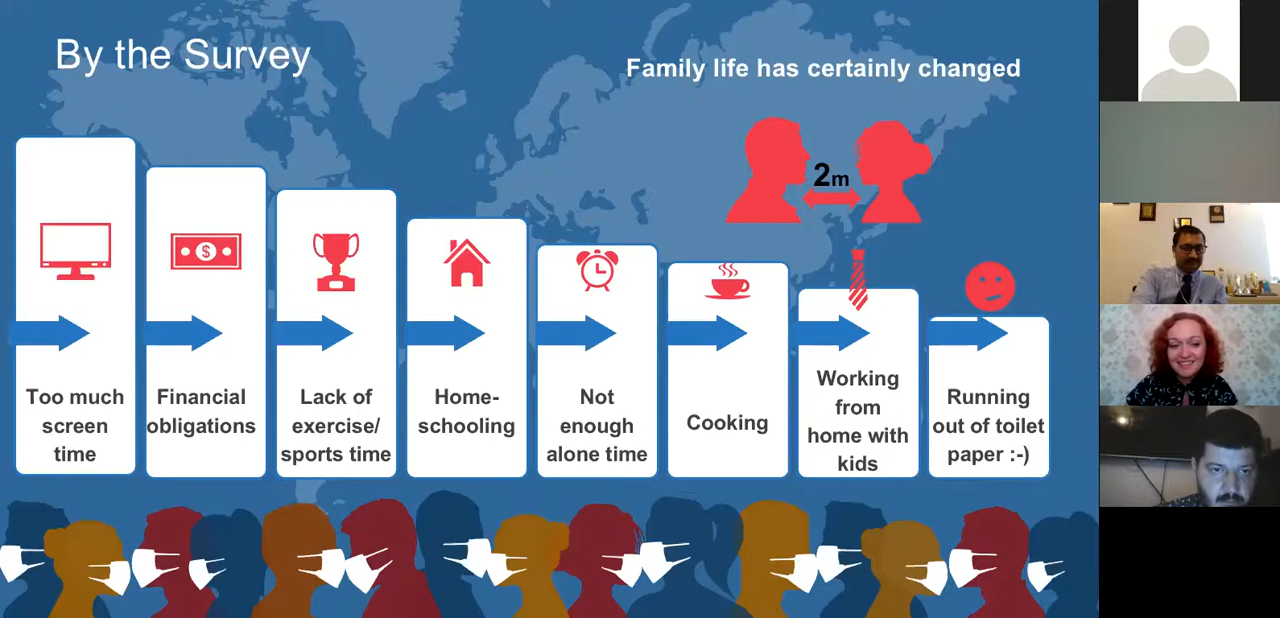 By the Survey
Family life has certainly changed
2m
$
Too much
screen
time
Financial
obligations
Lack of
exercise/
sports time
Home-
schooling
Not
enough
alone time
Cooking
Working
from
home with
kids
Running
out of toilet
paper :-)